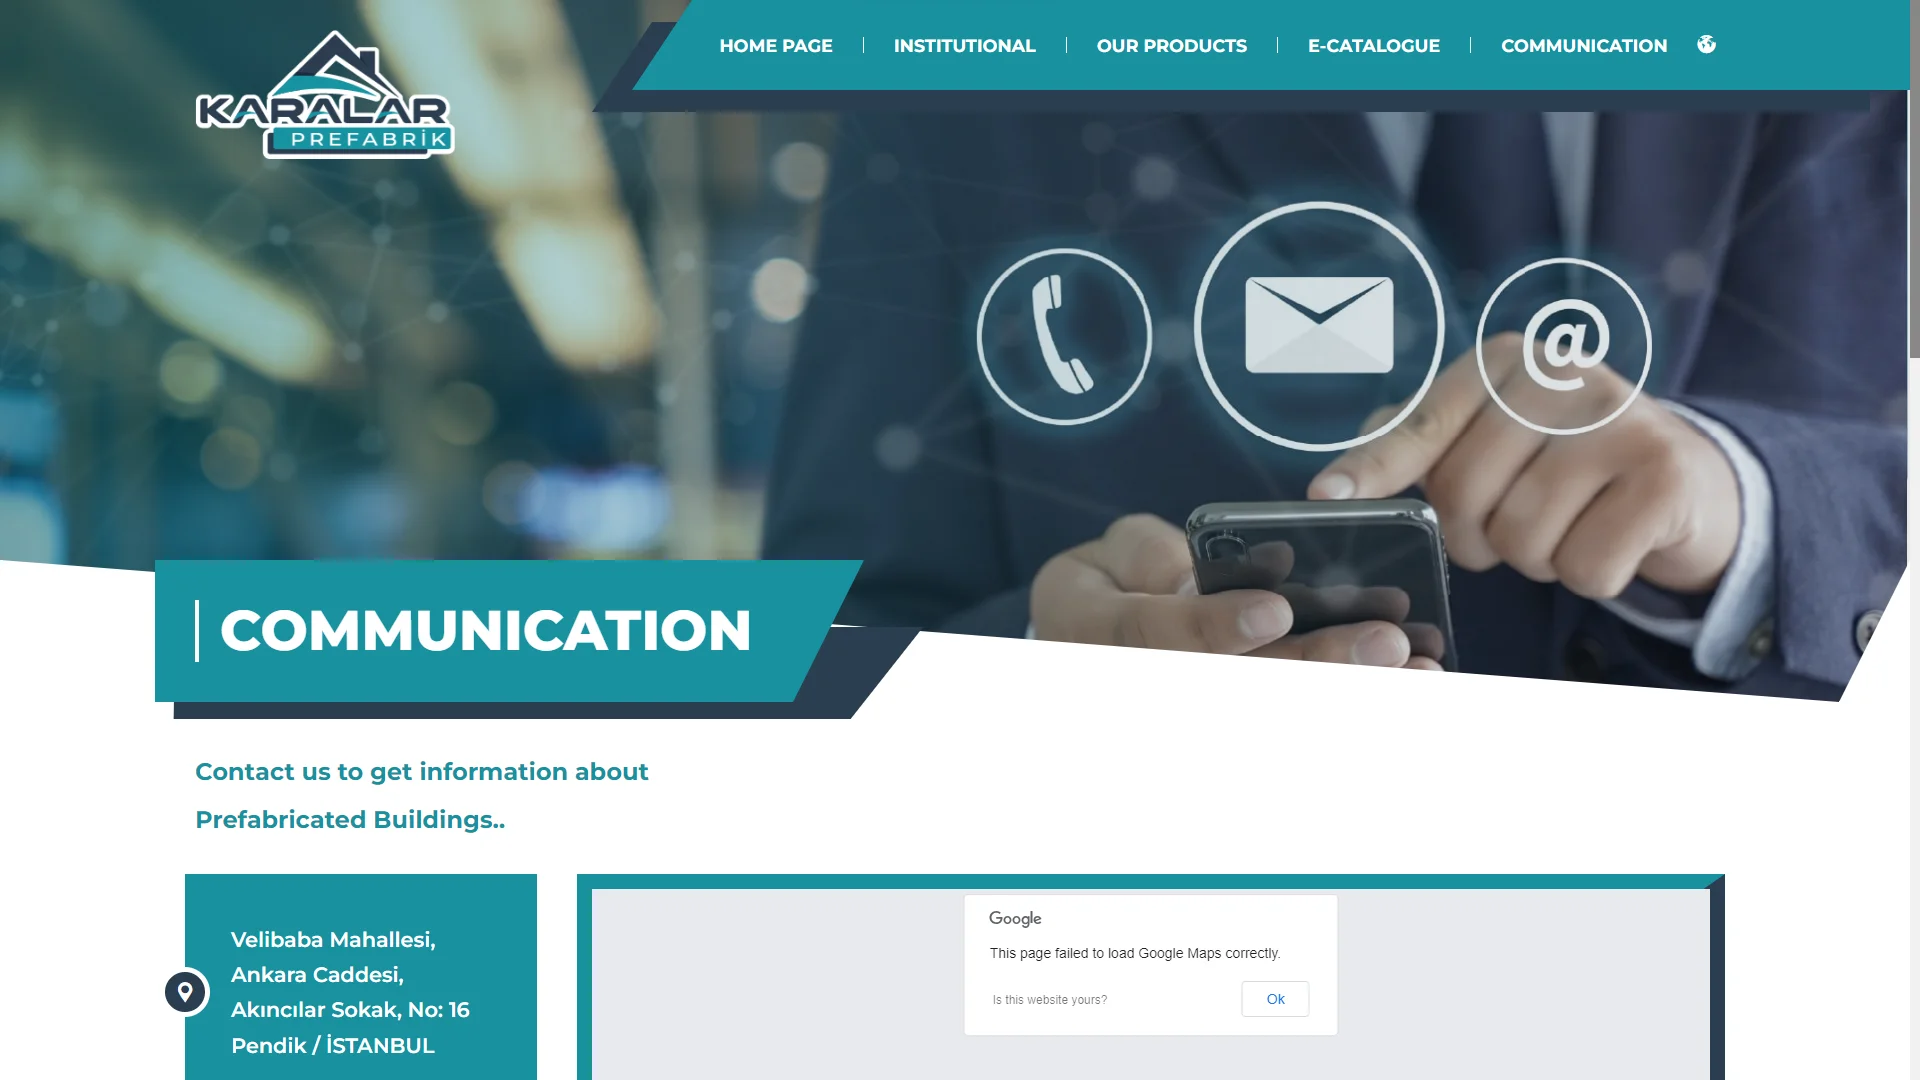 KARALAR
PREFABRİK
HOME PAGE
INSTITUTIONAL
OUR PRODUCTS
E-CATALOGUE
COMMUNICATION
@
COMMUNICATION
Contact us to get information about
Prefabricated Buildings..
Velibaba Mahallesi,
Ankara Caddesi,
Akıncılar Sokak, No: 16
Pendik / İSTANBUL
Google
This page failed to load Google Maps correctly.
Is this website yours?
Ok